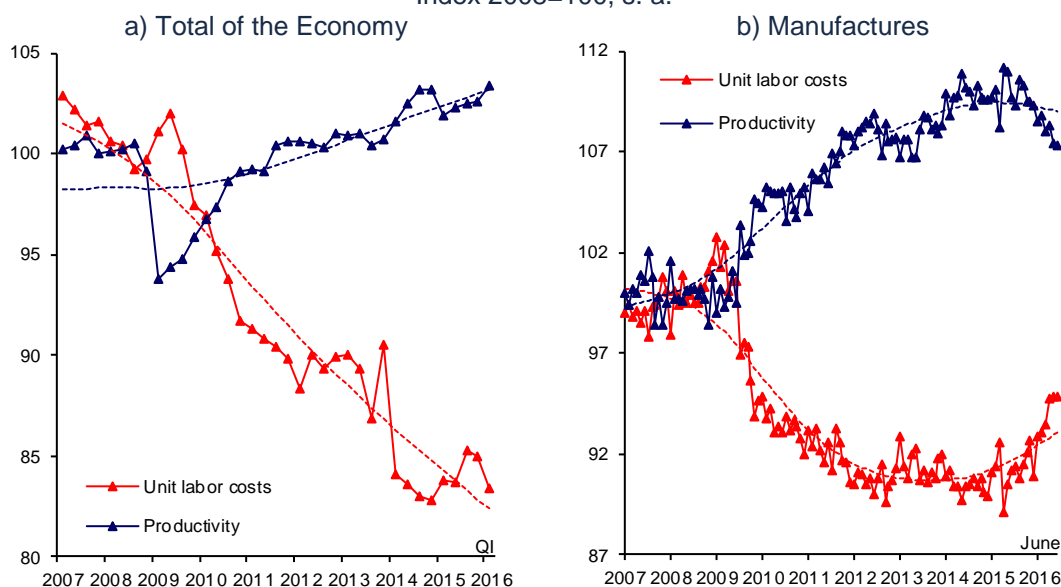 Index 2008=100, s. a.
a) Total of the Economy
105
100
95
90
85
80
Unit labor costs
Productivity
QI
2007 2008 2009 2010 2011 2012 2013 2014 2015 2016
b) Manufactures
112
107
102
97
92
87
Unit labor costs
Productivity
June
2007 2008 2009 2010 2011 2012 2013 2014 2015 2016